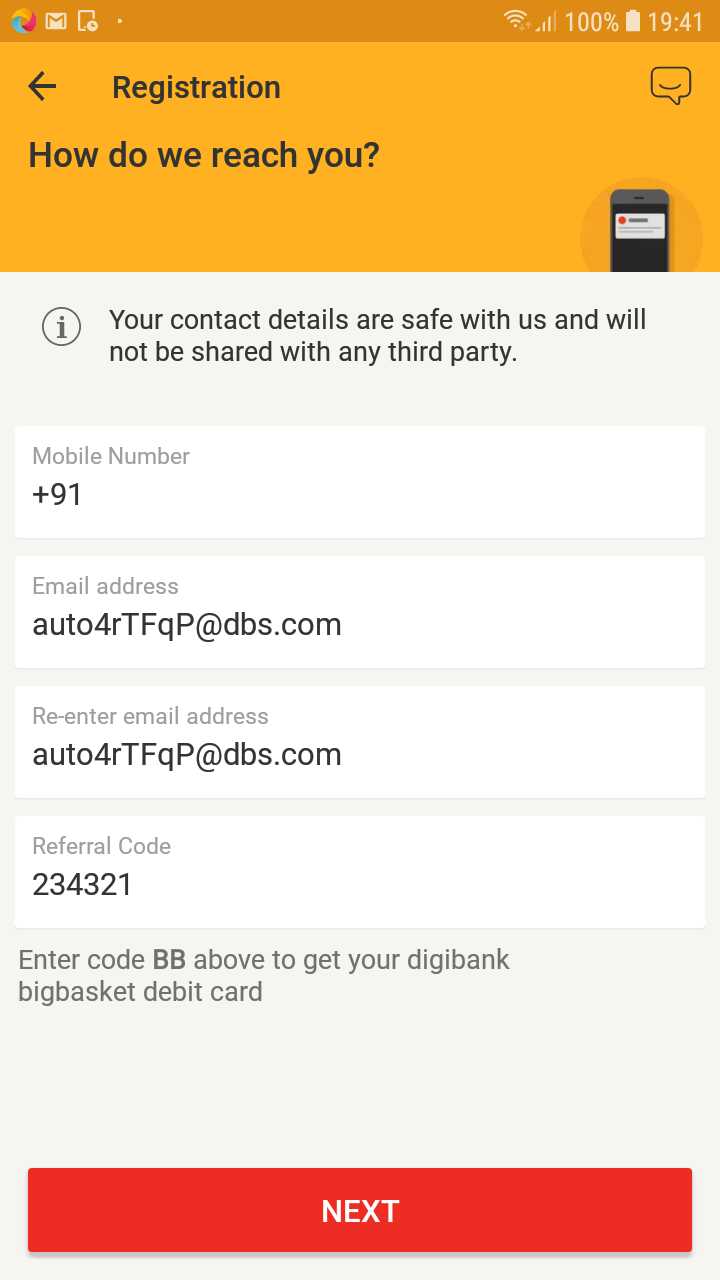 100% 19:41
Registration
How do we reach you?
Your contact details are safe with us and will
not be shared with any third party.
Mobile Number
+91
Email address
auto4rTFqP@dbs.com
Re-enter email address
auto4rTFqP@dbs.com
Referral Code
234321
Enter code BB above to get your digibank
bigbasket debit card
NEXT